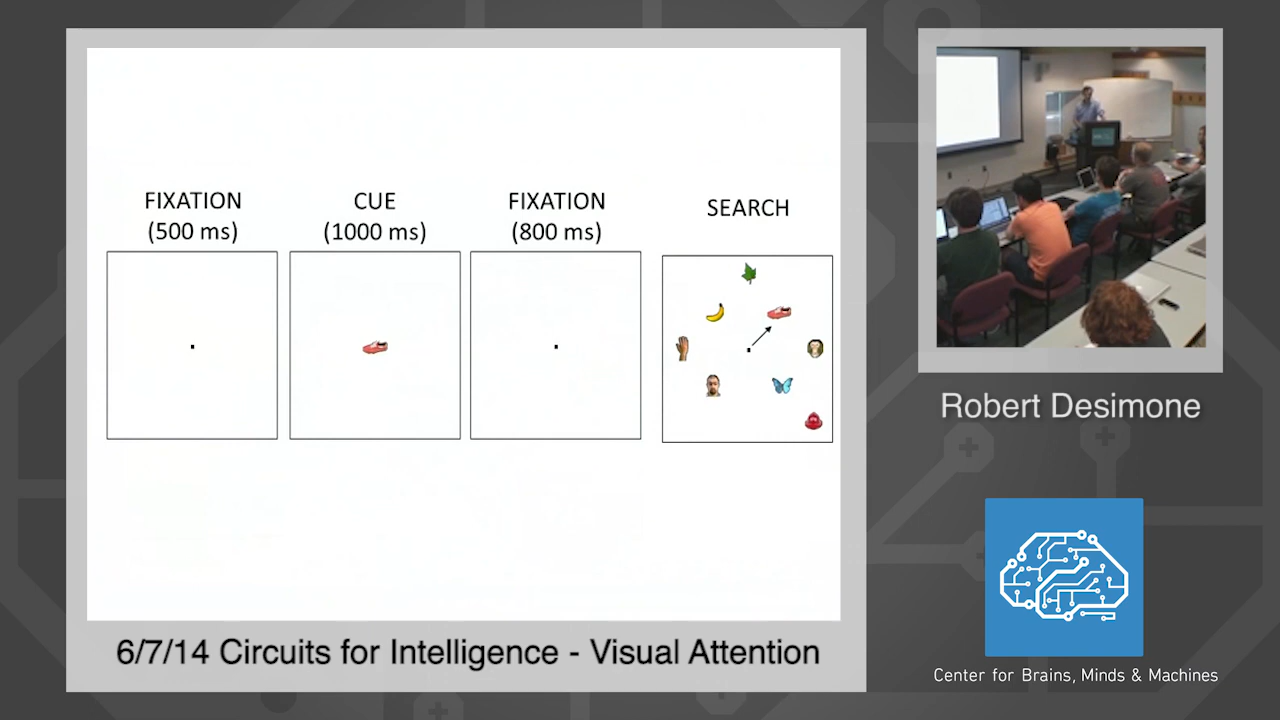 FIXATION
(500 ms)
CUE
(1000 ms)
FIXATION
(800 ms)
SEARCH
6/7/14 Circuits for Intelligence - Visual Attention
Robert Desimone
Center for Brains, Minds & Machines